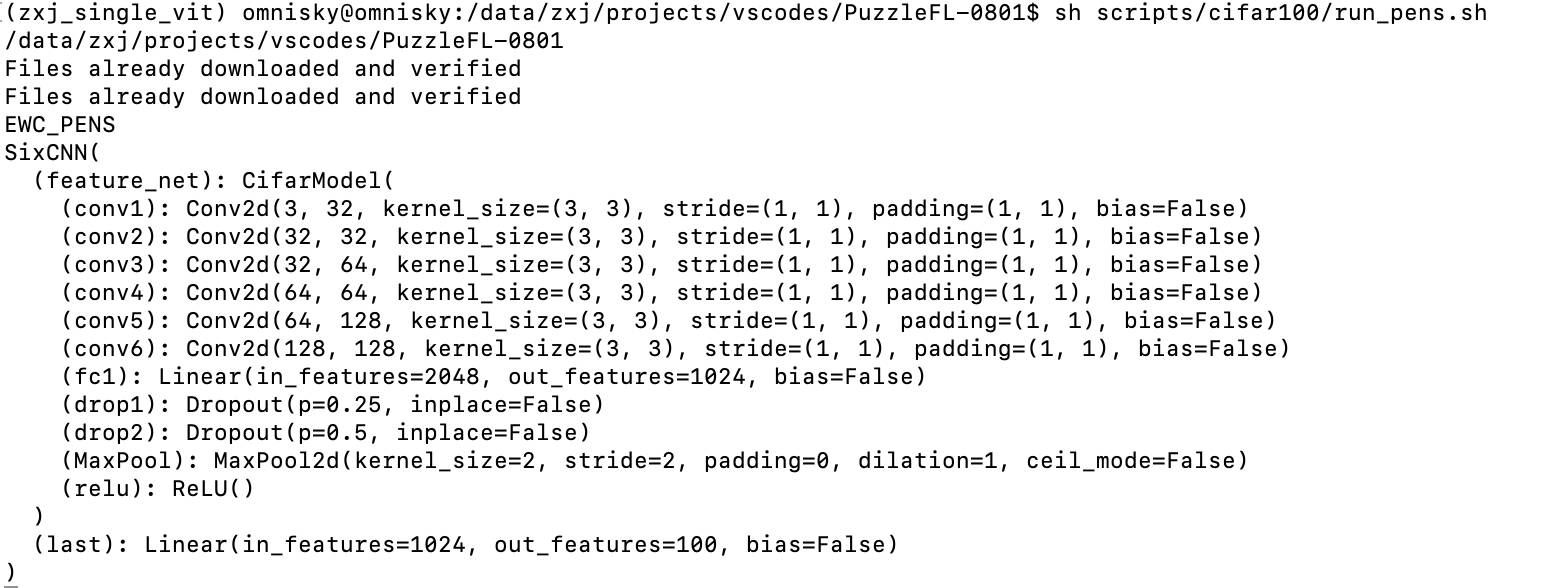 (zxj_single_vit) omnisky@omnisky:/data/zxj/projects/vscodes/PuzzleFL-0801$ sh scripts/cifar100/run_pens.sh
/data/zxj/projects/vscodes/PuzzleFL-0801
Files already downloaded and verified
Files already downloaded and verified
EWC_PENS
SixCNN(
  (feature_net): CifarModel(
    (conv1): Conv2d(3, 32, kernel_size=(3, 3), stride=(1, 1), padding=(1, 1), bias=False)
    (conv2): Conv2d(32, 32, kernel_size=(3, 3), stride=(1, 1), padding=(1, 1), bias=False)
    (conv3): Conv2d(32, 64, kernel_size=(3, 3), stride=(1, 1), padding=(1, 1), bias=False)
    (conv4): Conv2d(64, 64, kernel_size=(3, 3), stride=(1, 1), padding=(1, 1), bias=False)
    (conv5): Conv2d(64, 128, kernel_size=(3, 3), stride=(1, 1), padding=(1, 1), bias=False)
    (conv6): Conv2d(128, 128, kernel_size=(3, 3), stride=(1, 1), padding=(1, 1), bias=False)
    (fc1): Linear(in_features=2048, out_features=1024, bias=False)
    (drop1): Dropout(p=0.25, inplace=False)
    (drop2): Dropout(p=0.5, inplace=False)
    (MaxPool): MaxPool2d(kernel_size=2, stride=2, padding=0, dilation=1, ceil_mode=False)
    (relu): ReLU()
  )
  (last): Linear(in_features=1024, out_features=100, bias=False)
)